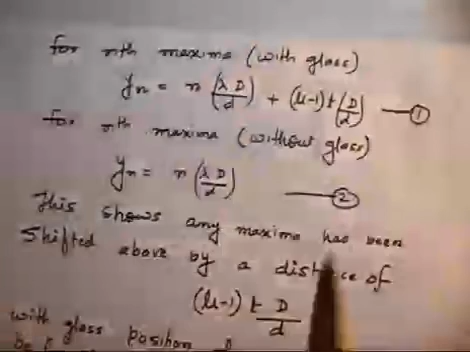 for nth maxima (with glass)
yn = n (λD/d) + (μ-1) t (D/d) — ①
for nth maxima (without glass)
yn = n (λD/d) — ②
This shows any maxima has been
shifted above by a distance of
(μ-1) t D/d
with glass position